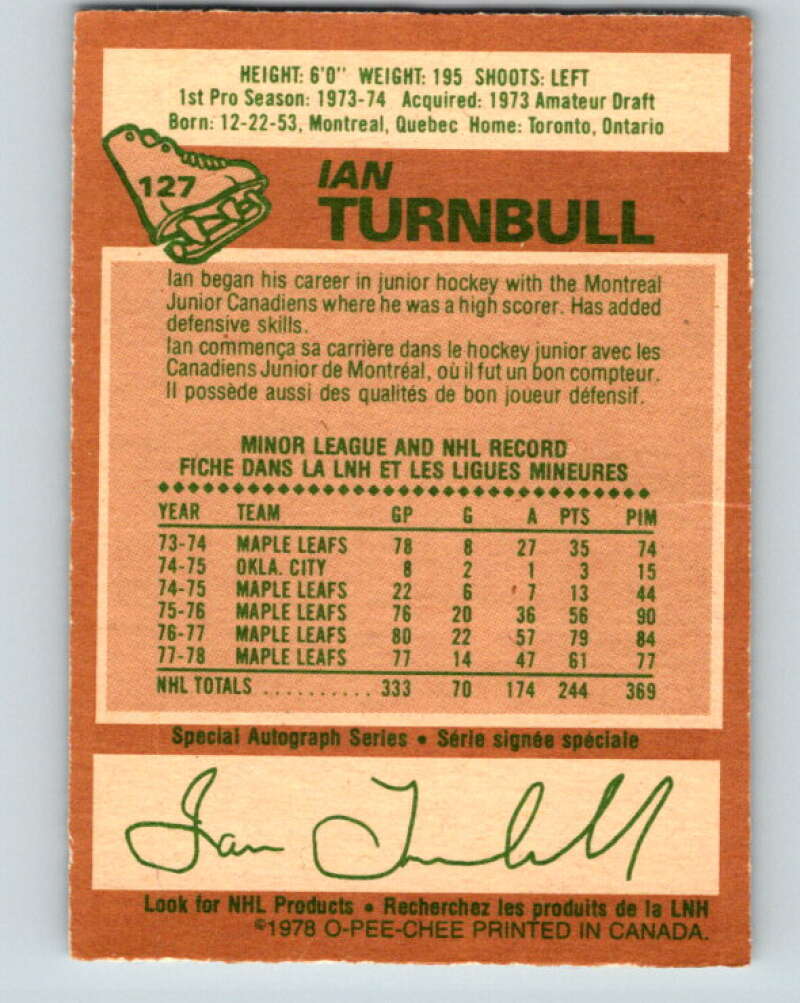 HEIGHT: 6'0" WEIGHT: 195 SHOOTS: LEFT
1st Pro Season: 1973-74 Acquired: 1973 Amateur Draft
Born: 12-22-53, Montreal, Quebec Home: Toronto, Ontario
127
IAN
TURNBULL
Ian began his career in junior hockey with the Montreal
Junior Canadiens where he was a high scorer. Has added
defensive skills.
Ian commença sa carrière dans le hockey junior avec les
Canadiens Junior de Montréal, où il fut un bon compteur.
Il possède aussi des qualités de bon joueur défensif.
MINOR LEAGUE AND NHL RECORD
FICHE DANS LA LNH ET LES LIGUES MINEURES
YEAR TEAM GP G A PTS PIM
73-74 MAPLE LEAFS 78 8 27 35 74
74-75 OKLA. CITY 8 2 1 3 15
74-75 MAPLE LEAFS 22 6 7 13 44
75-76 MAPLE LEAFS 76 20 36 56 90
76-77 MAPLE LEAFS 80 22 57 79 84
77-78 MAPLE LEAFS 77 14 47 61 77
NHL TOTALS .......... 333 70 174 244 369
Special Autograph Series • Série signée spéciale
Ian Turnbull
Look for NHL Products • Recherchez les produits de la LNH
©1978 O-PEE-CHEE PRINTED IN CANADA.